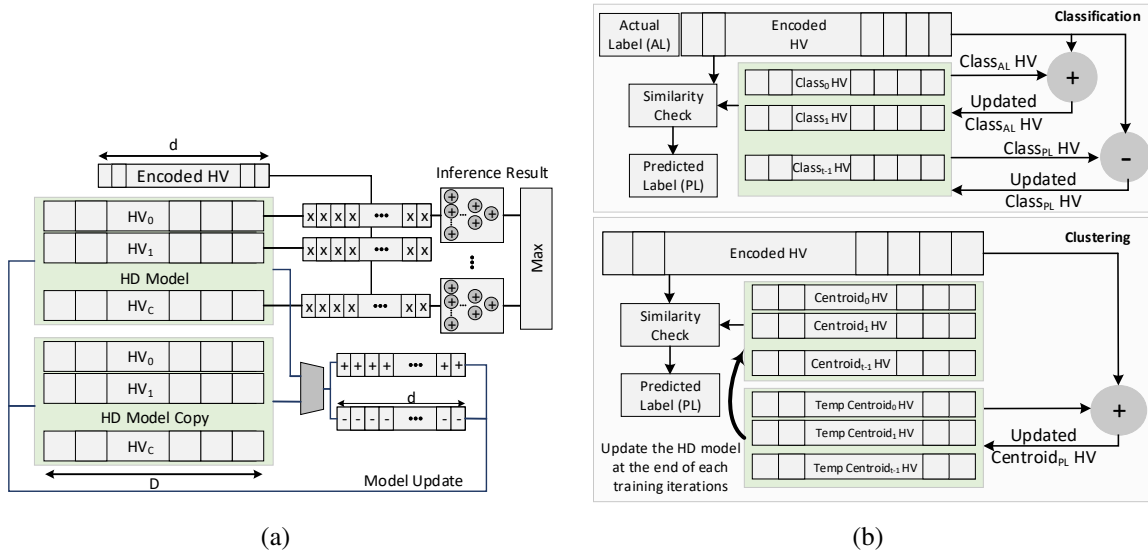 d
Encoded HV
Inference Result
HV0
x x x x ••• x x
+ + + + ... + +
HV1
x x x x ••• x x
•••
Max
HD Model
HVC
x x x x ••• x x
+ + + + ... + +
HV0
HV1
+ + + + ••• + +
d
HD Model Copy
- - - - ••• - -
HVC
D
Model Update
(a)
Classification
Actual
Label (AL)
Encoded
HV
ClassAL HV
+
Similarity
Check
Class0 HV
Class1 HV
Updated
ClassAL HV
ClassPL HV
-
Predicted
Label (PL)
Classt-1 HV
Updated
ClassPL HV
Clustering
Encoded HV
Similarity
Check
Centroid0 HV
Centroid1 HV
Centroidt-1 HV
Predicted
Label (PL)
Temp Centroid0 HV
Temp Centroid1 HV
Temp Centroidt-1 HV
+
Updated
CentroidPL HV
Update the HD model
at the end of each
training iterations
(b)